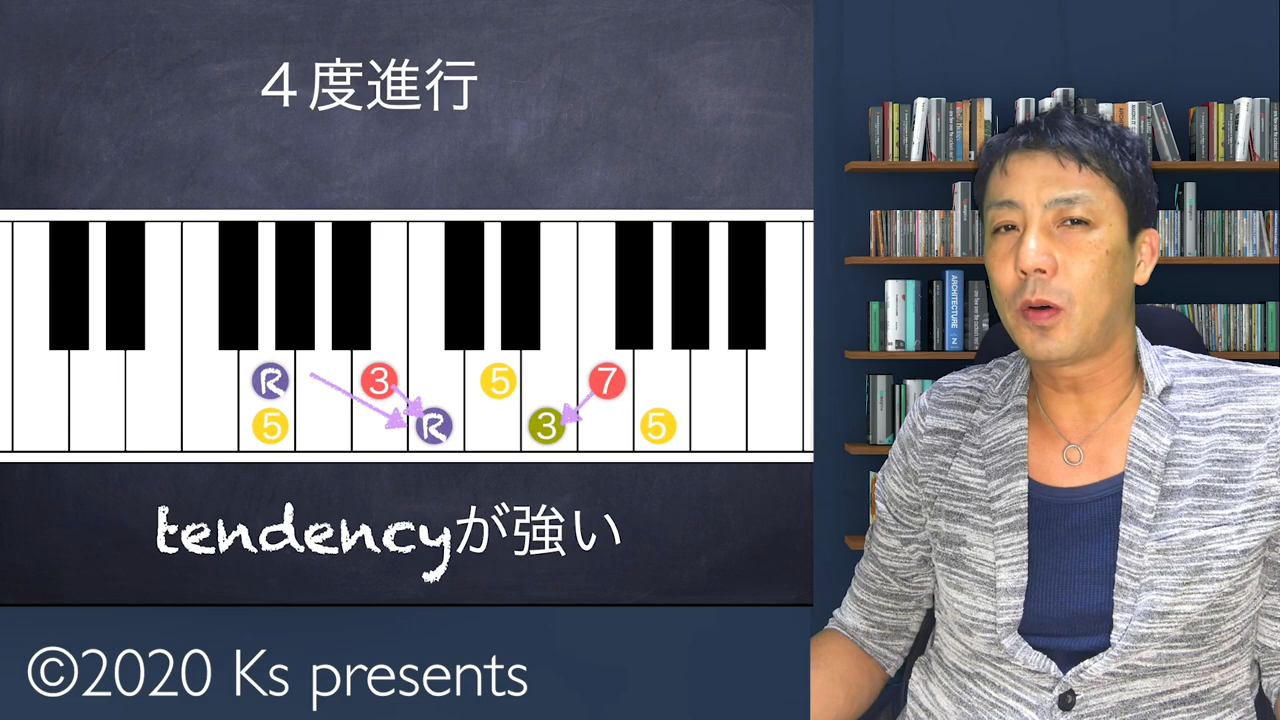 ４度進行
R 3 5 7
5 R 3 5
tendencyが強い
©2020 Ks presents
ARCHITECTURE